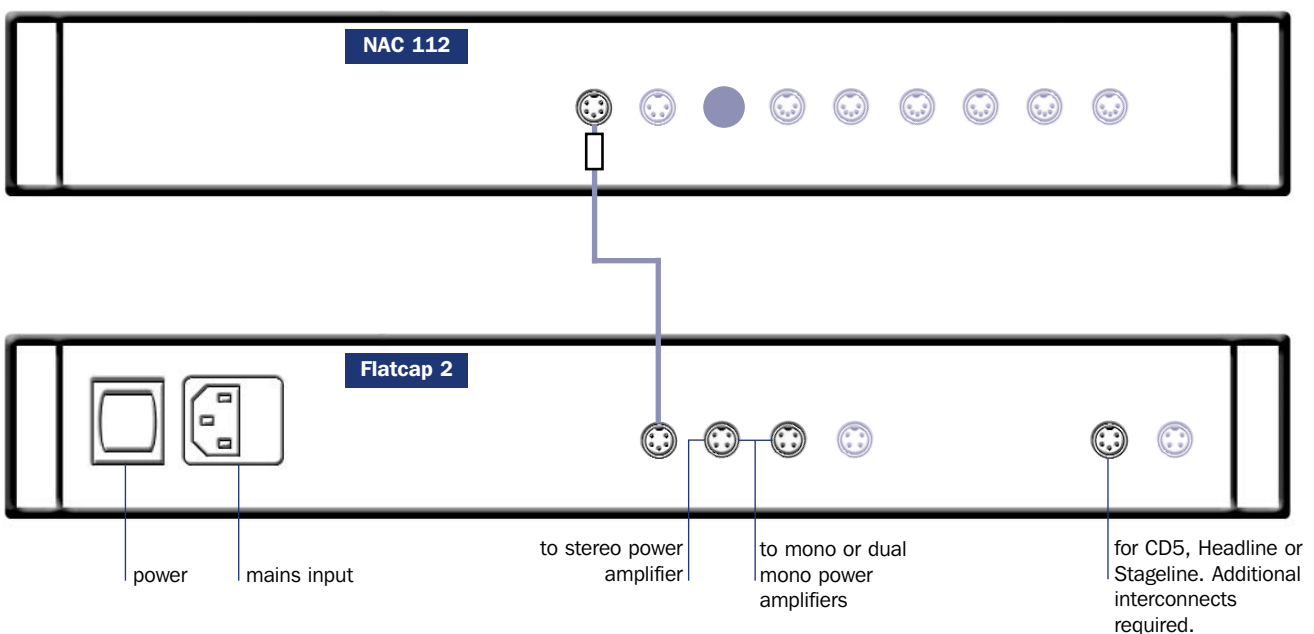 NAC 112
Flatcap 2
power
mains input
to stereo power
amplifier
to mono or dual
mono power
amplifiers
for CD5, Headline or
Stageline. Additional
interconnects
required.